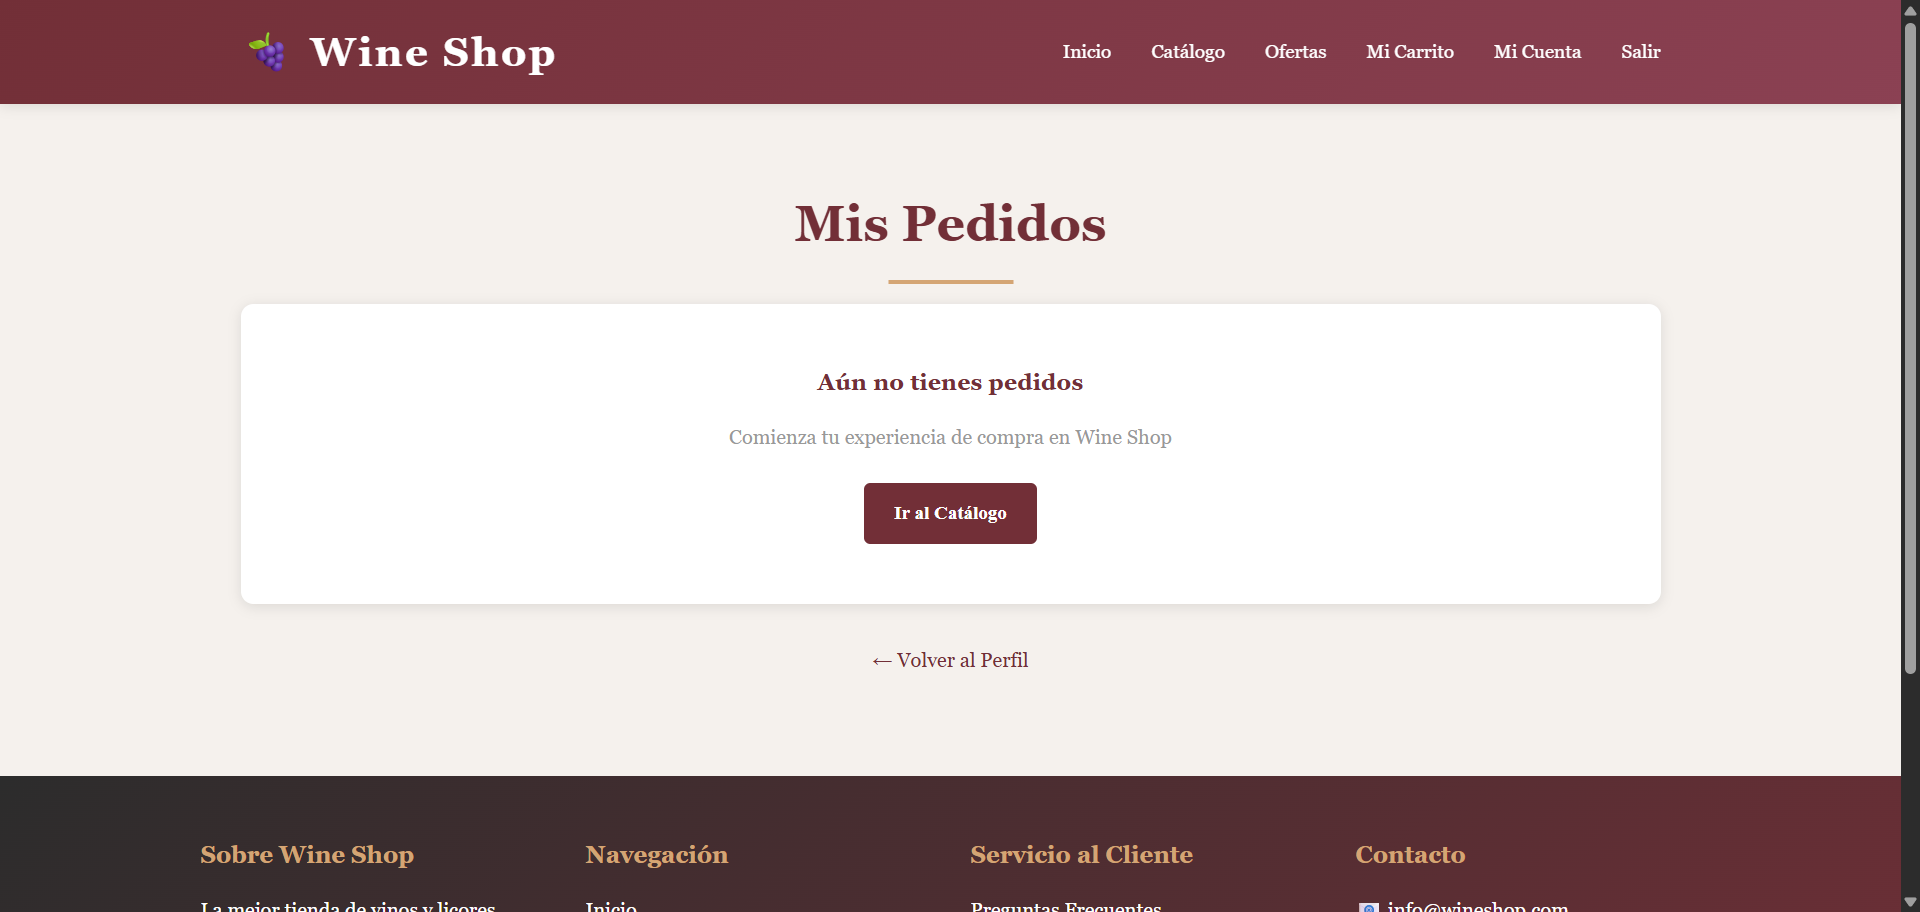 Wine Shop
Inicio Catálogo Ofertas Mi Carrito Mi Cuenta Salir
Mis Pedidos
Aún no tienes pedidos
Comienza tu experiencia de compra en Wine Shop
Ir al Catálogo
← Volver al Perfil
Sobre Wine Shop Navegación Servicio al Cliente Contacto
La mejor tienda de vinos y licores Inicio Preguntas Frecuentes info@wineshop.com